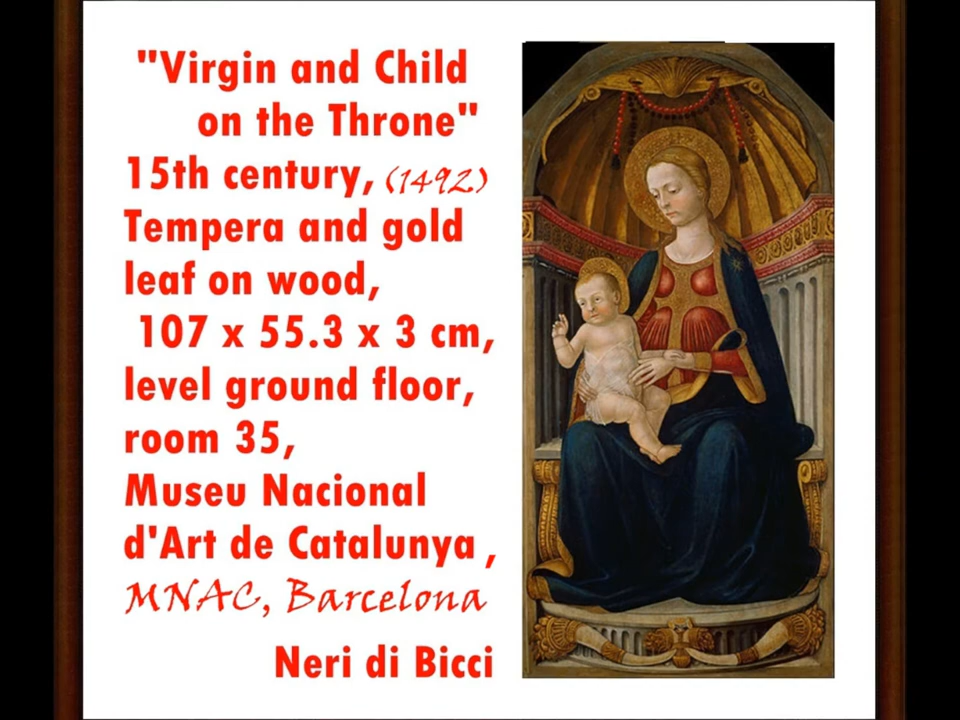 "Virgin and Child
on the Throne"
15th century, (1492)
Tempera and gold
leaf on wood,
107 x 55.3 x 3 cm,
level ground floor,
room 35,
Museu Nacional
d'Art de Catalunya ,
MNAC, Barcelona
Neri di Bicci